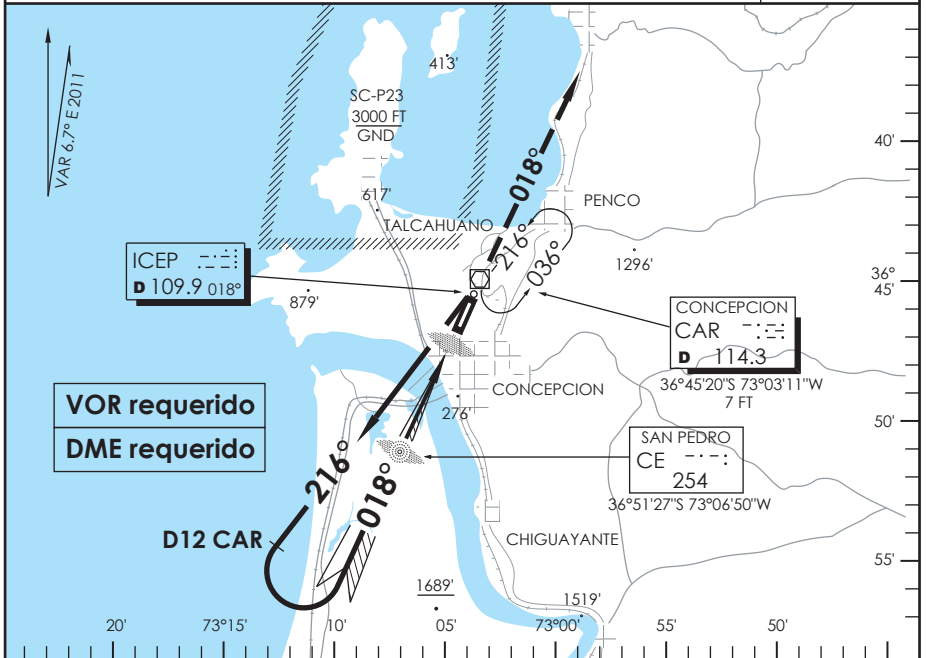 413'
VAR 6.7° E 2011
SC-P23
3000 FT
GND
40'
018°
617'
PENCO
TALCAHUANO
216°
036°
1296'
ICEP
D 109.9 018°
879'
36°
45'
CONCEPCION
CAR
D 114.3
36°45'20"S 73°03'11"W
7 FT
VOR requerido
DME requerido
CONCEPCION
276'
50'
SAN PEDRO
CE
254
36°51'27"S 73°06'50"W
216°
018°
D12 CAR
CHIGUAYANTE
55'
1689'
1519'
20'
73°15'
10'
05'
73°00'
55'
50'